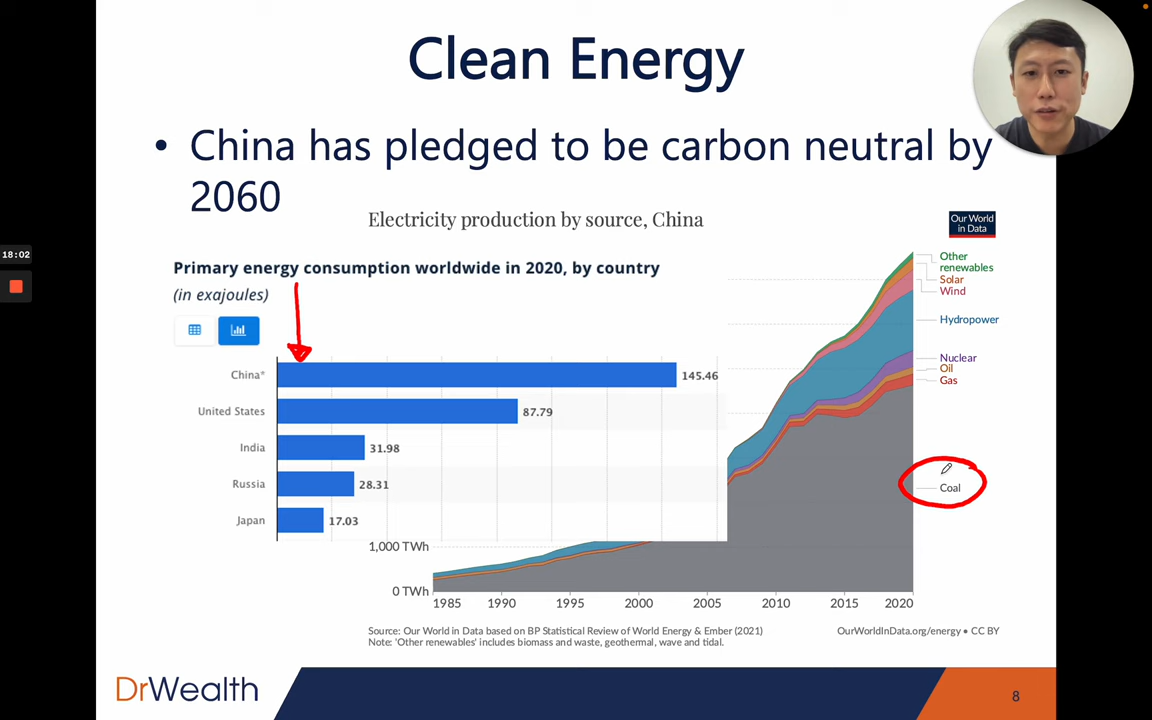 Clean Energy
• China has pledged to be carbon neutral by
2060
Electricity production by source, China
Our World
in Data
Primary energy consumption worldwide in 2020, by country
(in exajoules)
18:02
China* 145.46
United States 87.79
India 31.98
Russia 28.31
Japan 17.03
Other
renewables
Solar
Wind
Hydropower
Nuclear
Oil
Gas
Coal
1,000 TWh
0 TWh
1985 1990 1995 2000 2005 2010 2015 2020
Source: Our World in Data based on BP Statistical Review of World Energy & Ember (2021)
Note: 'Other renewables' includes biomass and waste, geothermal, wave and tidal.
OurWorldInData.org/energy • CC BY
DrWealth
8